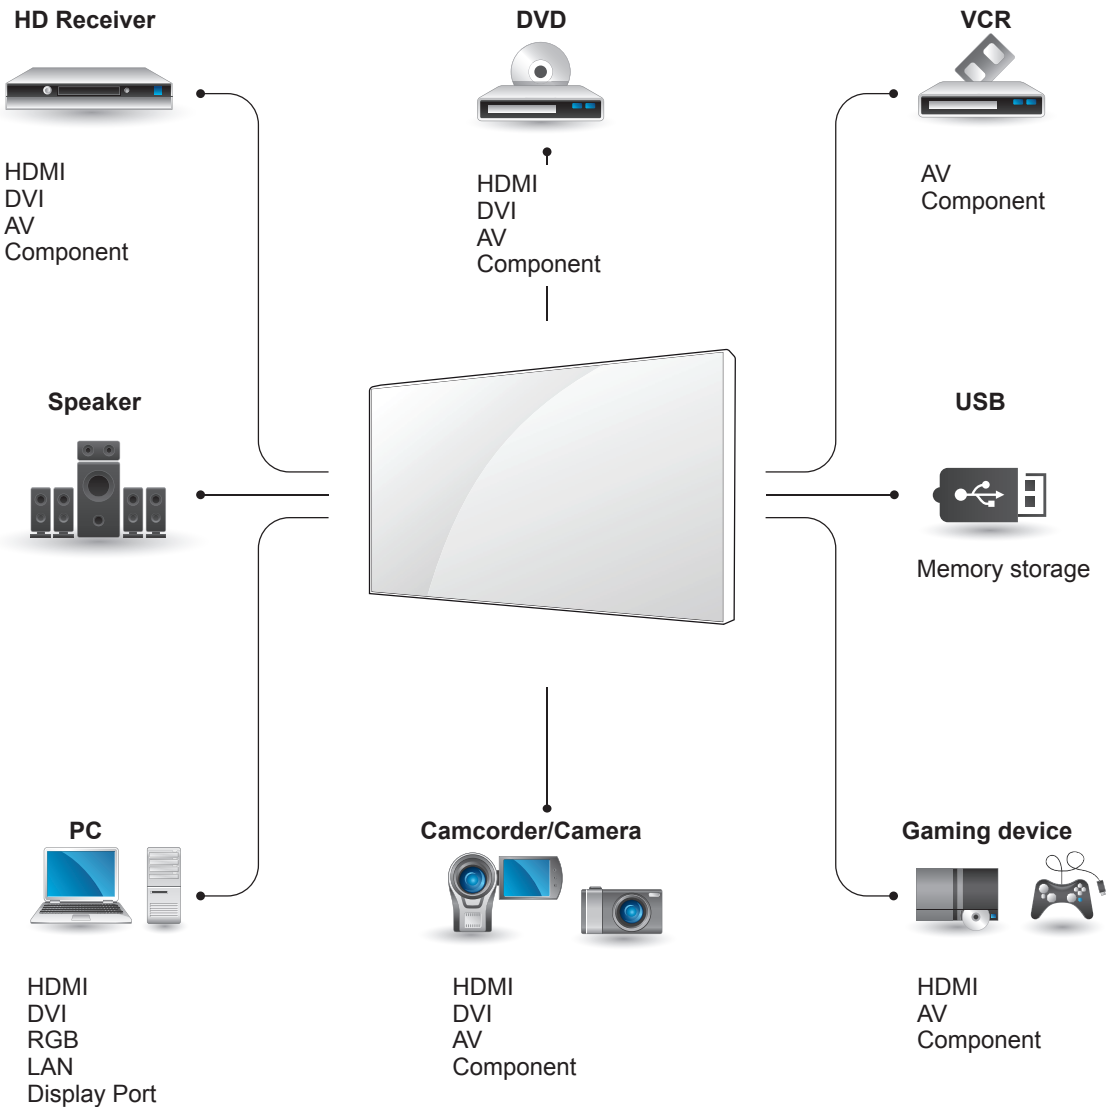 HD Receiver
HDMI
DVI
AV
Component
DVD
HDMI
DVI
AV
Component
VCR
AV
Component
Speaker
USB
Memory storage
PC
HDMI
DVI
RGB
LAN
Display Port
Camcorder/Camera
HDMI
DVI
AV
Component
Gaming device
HDMI
AV
Component